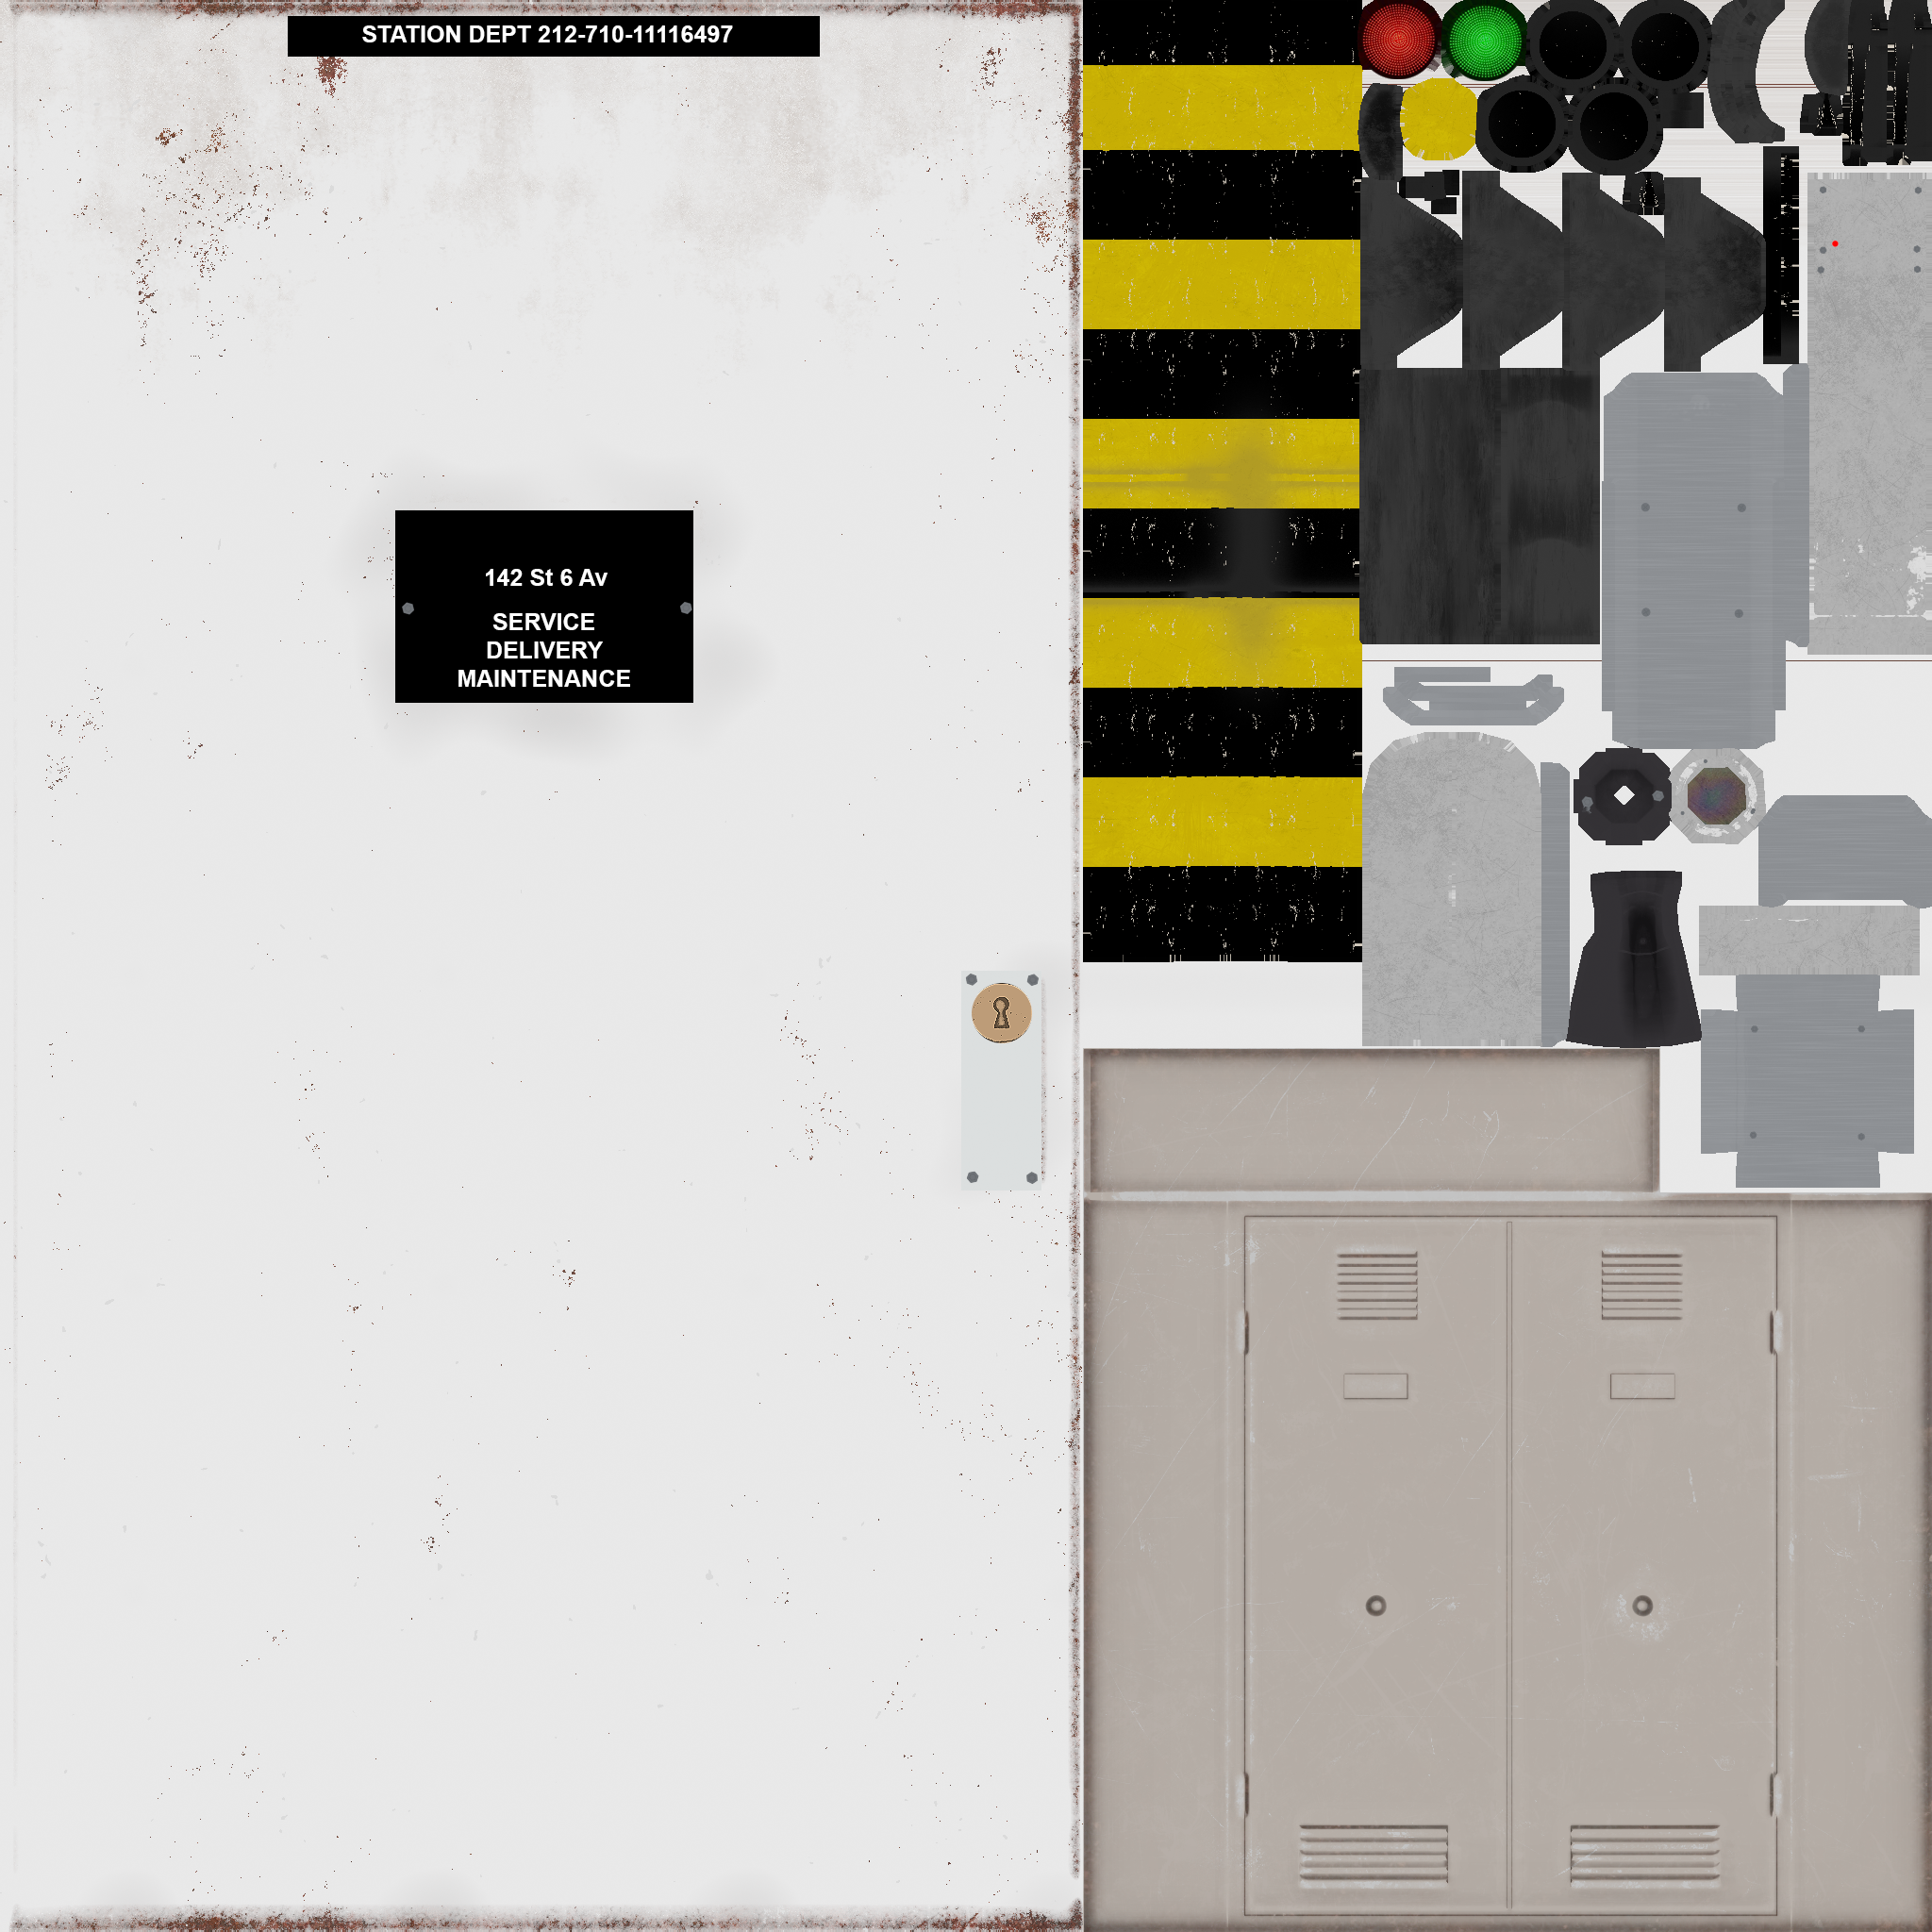 STATION DEPT 212-710-11116497
142 St 6 Av
SERVICE
DELIVERY
MAINTENANCE